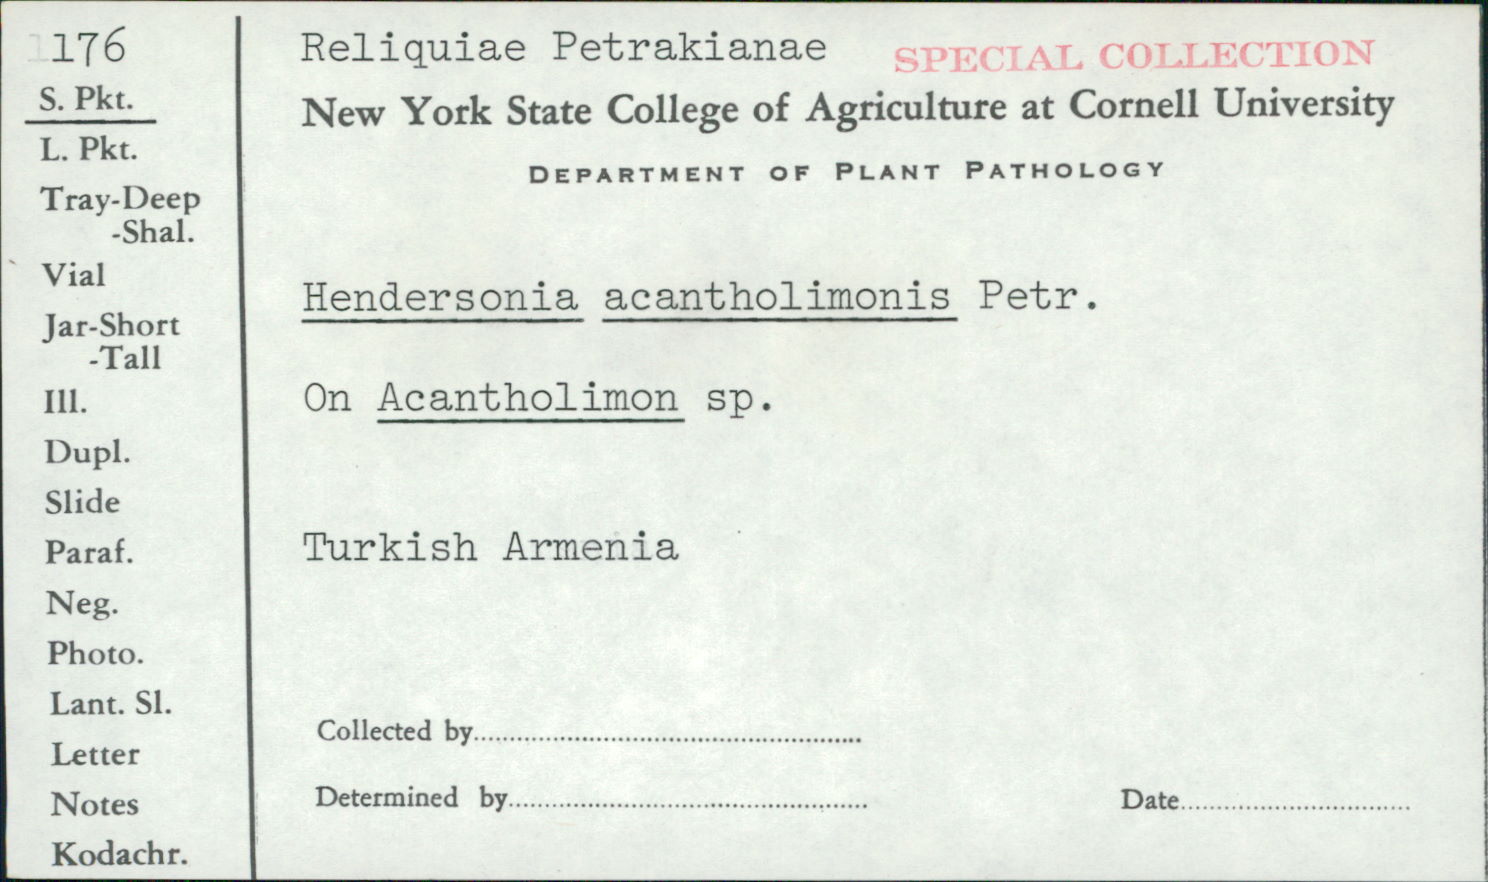 176
S. Pkt.
L. Pkt.
Tray-Deep
-Shal.
Vial
Jar-Short
-Tall
Ill.
Dupl.
Slide
Paraf.
Neg.
Photo.
Lant. Sl.
Letter
Notes
Kodachr.
Reliquiae Petrakianae
SPECIAL COLLECTION
New York State College of Agriculture at Cornell University
DEPARTMENT OF PLANT PATHOLOGY
Hendersonia acantholimonis Petr.
On Acantholimon sp.
Turkish Armenia
Collected by
Determined by
Date